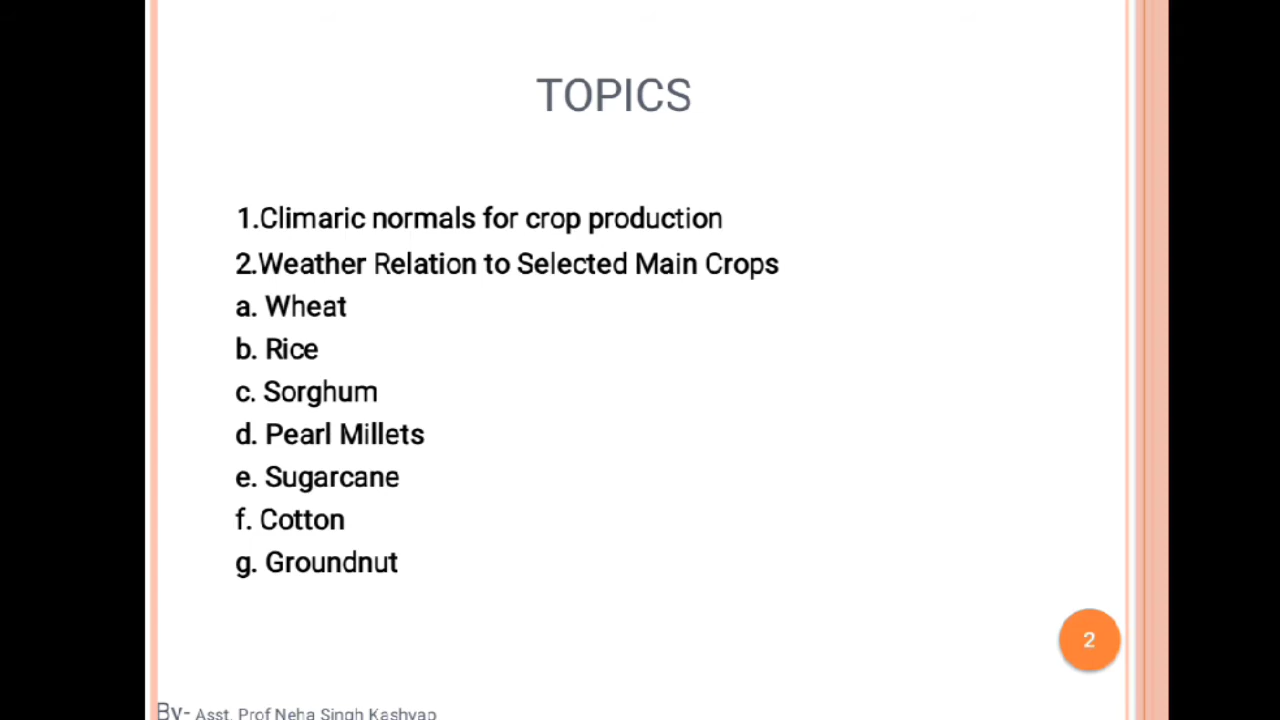 TOPICS
1.Climaric normals for crop production
2.Weather Relation to Selected Main Crops
a. Wheat
b. Rice
c. Sorghum
d. Pearl Millets
e. Sugarcane
f. Cotton
g. Groundnut
2
By- Asst. Prof Neha Singh Kashyap